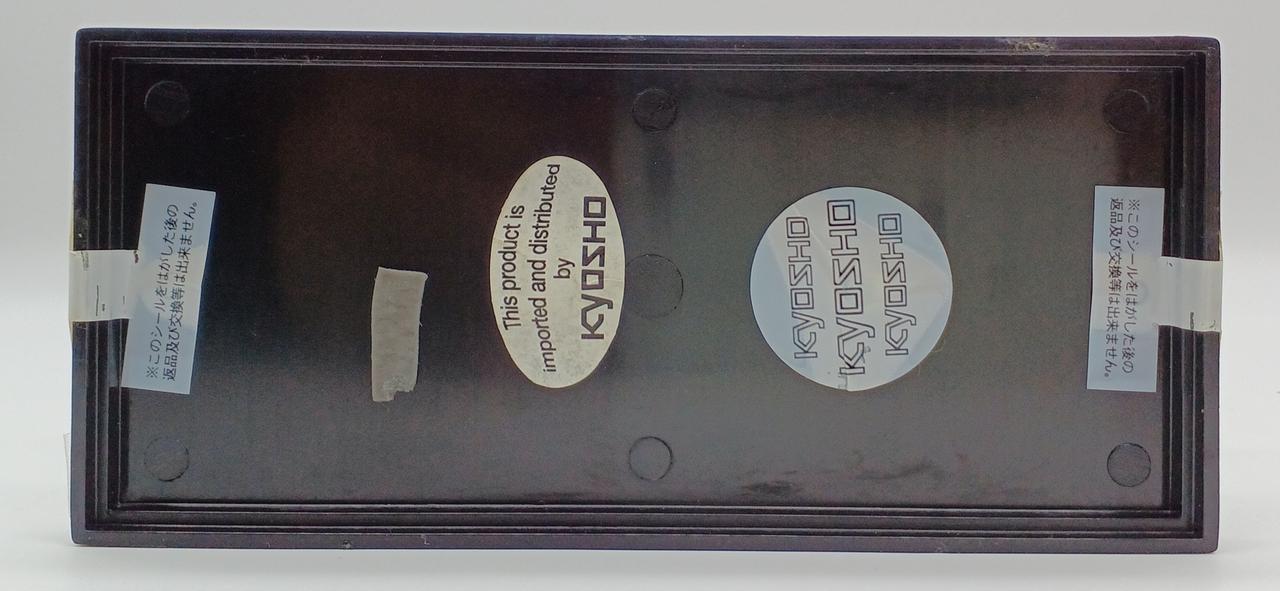 ※このシールをはがした後の
返品及び交換等は出来ません。
This product is
imported and distributed
by
KYOSHO
KYOSHO
KYOSHO
KYOSHO
※このシールをはがした後の
返品及び交換等は出来ません。